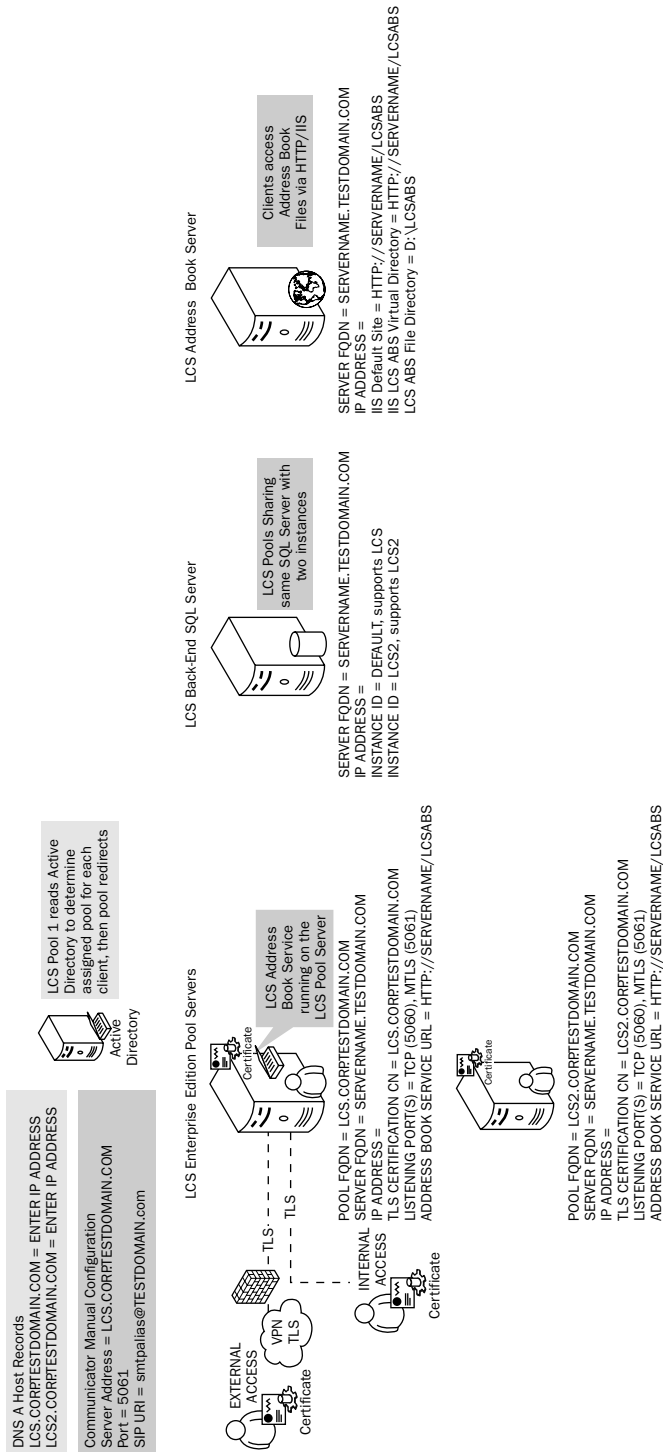 DNS A Host Records
LCS.CORPTESTDOMAIN.COM = ENTER IP ADDRESS
LCS2.CORPTESTDOMAIN.COM = ENTER IP ADDRESS
Communicator Manual Configuration
Server Address = LCS.CORPTESTDOMAIN.COM
Port = 5061
SIP URI = smtpalias@TESTDOMAIN.com
Active
Directory
LCS Pool 1 reads Active
Directory to determine
assigned pool for each
client, then pool redirects
EXTERNAL
ACCESS
Certificate
VPN
TLS
TLS
TLS
INTERNAL
ACCESS
Certificate
LCS Enterprise Edition Pool Servers
Certificate
LCS Address
Book Service
running on the
LCS Pool Server
POOL FQDN = LCS.CORPTESTDOMAIN.COM
SERVER FQDN = SERVERNAME.TESTDOMAIN.COM
IP ADDRESS =
TLS CERTIFICATION CN = LCS.CORPTESTDOMAIN.COM
LISTENING PORT(S) = TCP (5060), MTLS (5061)
ADDRESS BOOK SERVICE URL = HTTP://SERVERNAME/LCSABS
Certificate
POOL FQDN = LCS2.CORPTESTDOMAIN.COM
SERVER FQDN = SERVERNAME.TESTDOMAIN.COM
IP ADDRESS =
TLS CERTIFICATION CN = LCS2.CORPTESTDOMAIN.COM
LISTENING PORT(S) = TCP (5060), MTLS (5061)
ADDRESS BOOK SERVICE URL = HTTP://SERVERNAME/LCSABS
LCS Back-End SQL Server
LCS Pools Sharing
same SQL Server with
two instances
SERVER FQDN = SERVERNAME.TESTDOMAIN.COM
IP ADDRESS =
INSTANCE ID = DEFAULT, supports LCS
INSTANCE ID = LCS2, supports LCS2
LCS Address Book Server
Clients access
Address Book
Files via HTTP/IIS
SERVER FQDN = SERVERNAME.TESTDOMAIN.COM
IP ADDRESS =
IIS Default Site = HTTP://SERVERNAME/LCSABS
IIS LCS ABS Virtual Directory = HTTP://SERVERNAME/LCSABS
LCS ABS File Directory = D:\LCSABS